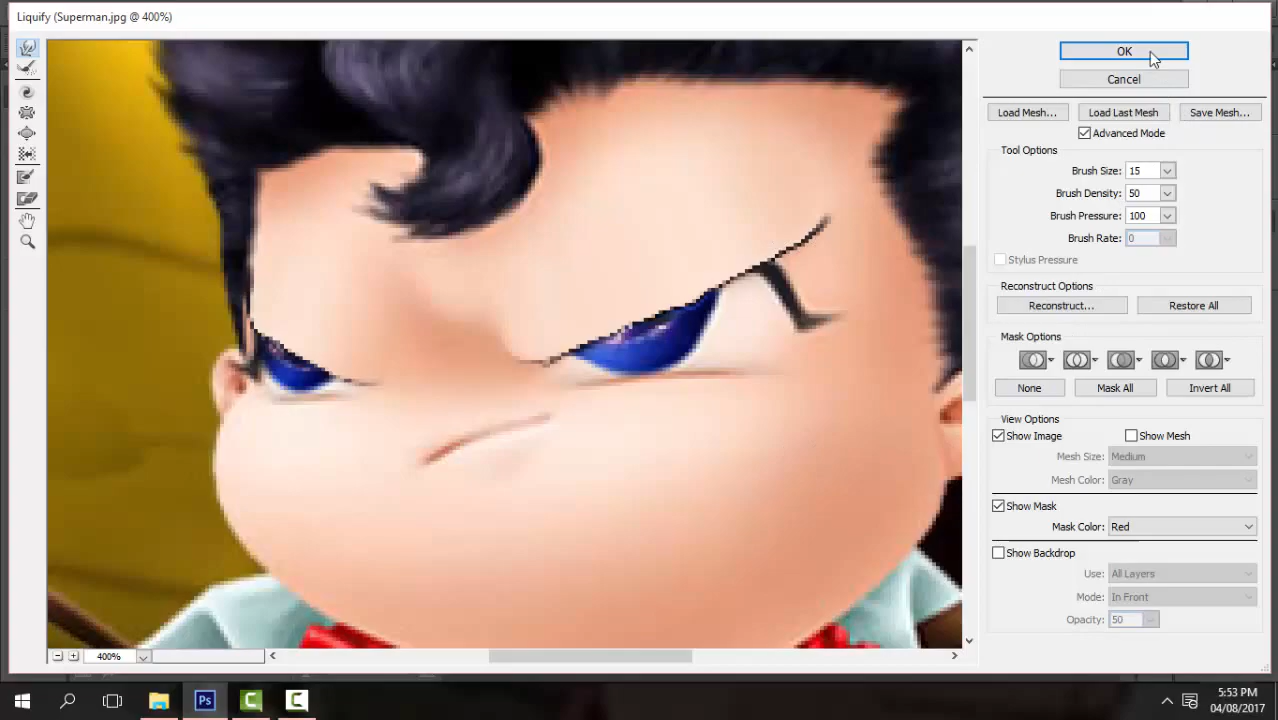 Liquify (Superman.jpg @ 400%)
OK
Cancel
Load Mesh... Load Last Mesh Save Mesh...
Advanced Mode
Tool Options
Brush Size: 15
Brush Density: 50
Brush Pressure: 100
Brush Rate: 0
Stylus Pressure
Reconstruct Options
Reconstruct... Restore All
Mask Options
None Mask All Invert All
View Options
Show Image Show Mesh
Mesh Size: Medium
Mesh Color: Gray
Show Mask
Mask Color: Red
Show Backdrop
Use: All Layers
Mode: In Front
Opacity: 50
400%
Ps C C
5:53 PM
04/08/2017